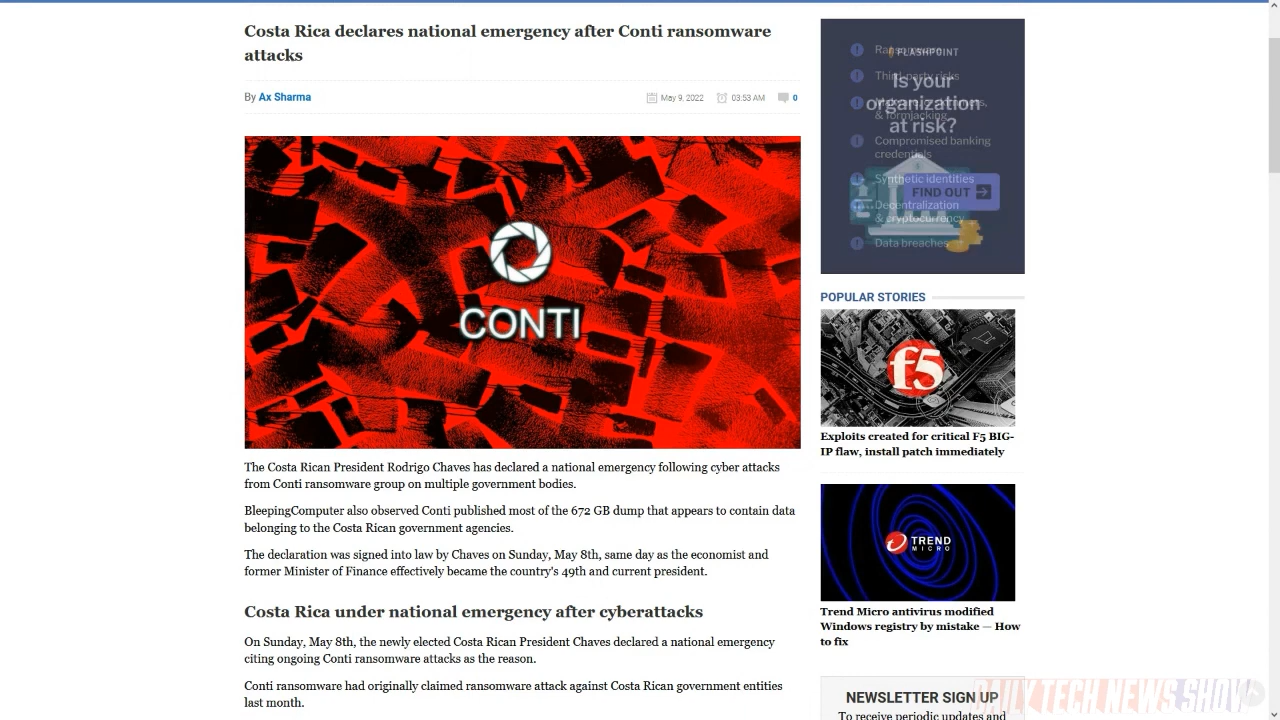 Costa Rica declares national emergency after Conti ransomware
attacks
By Ax Sharma
May 9, 2022 03:53 AM 0
CONTI
The Costa Rican President Rodrigo Chaves has declared a national emergency following cyber attacks
from Conti ransomware group on multiple government bodies.
BleepingComputer also observed Conti published most of the 672 GB dump that appears to contain data
belonging to the Costa Rican government agencies.
The declaration was signed into law by Chaves on Sunday, May 8th, same day as the economist and
former Minister of Finance effectively became the country's 49th and current president.
Costa Rica under national emergency after cyberattacks
On Sunday, May 8th, the newly elected Costa Rican President Chaves declared a national emergency
citing ongoing Conti ransomware attacks as the reason.
Conti ransomware had originally claimed ransomware attack against Costa Rican government entities
last month.
FLASHPOINT
Is your
organization
at risk?
FIND OUT
Third-party risks
& formjacking
Compromised banking
credentials
Synthetic identities
Decentralization
& cryptocurrency
Data breaches
POPULAR STORIES
f5
Exploits created for critical F5 BIG-
IP flaw, install patch immediately
TREND
MICRO
Trend Micro antivirus modified
Windows registry by mistake — How
to fix
NEWSLETTER SIGN UP
To receive periodic updates and
DAILY TECH NEWS SHOW